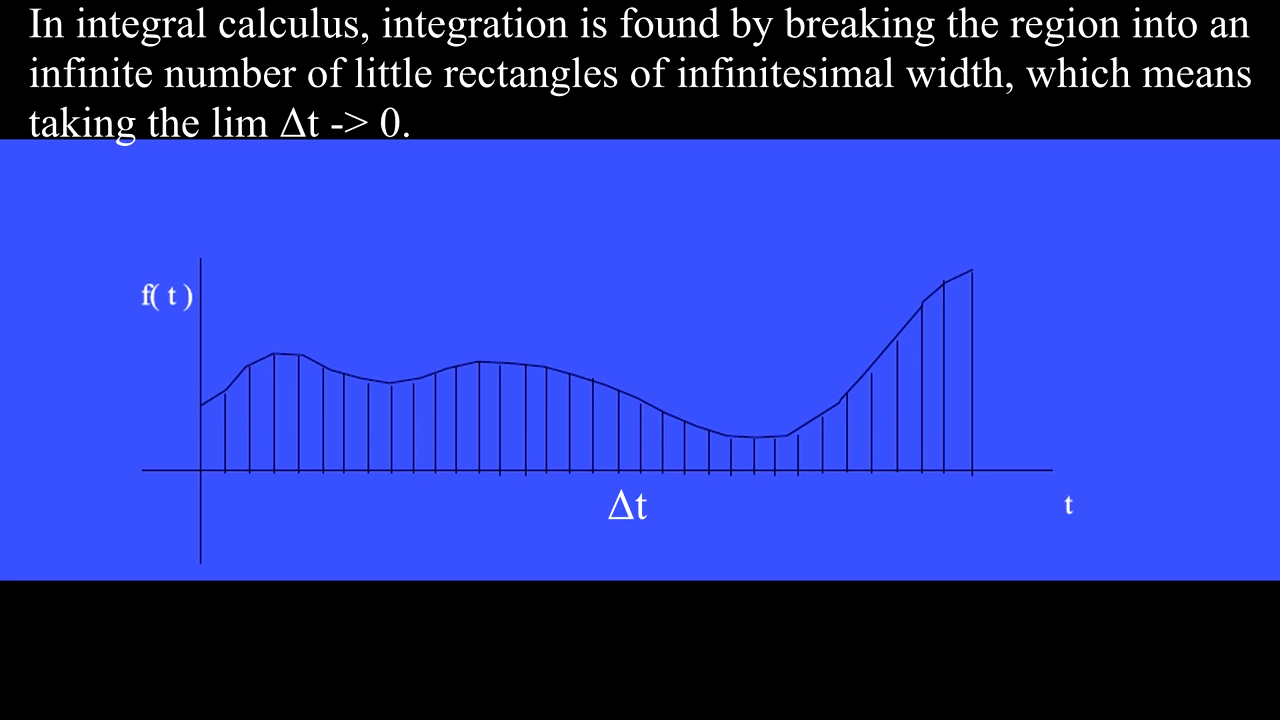 In integral calculus, integration is found by breaking the region into an
infinite number of little rectangles of infinitesimal width, which means
taking the lim Δt -> 0.
f( t )
Δt
t